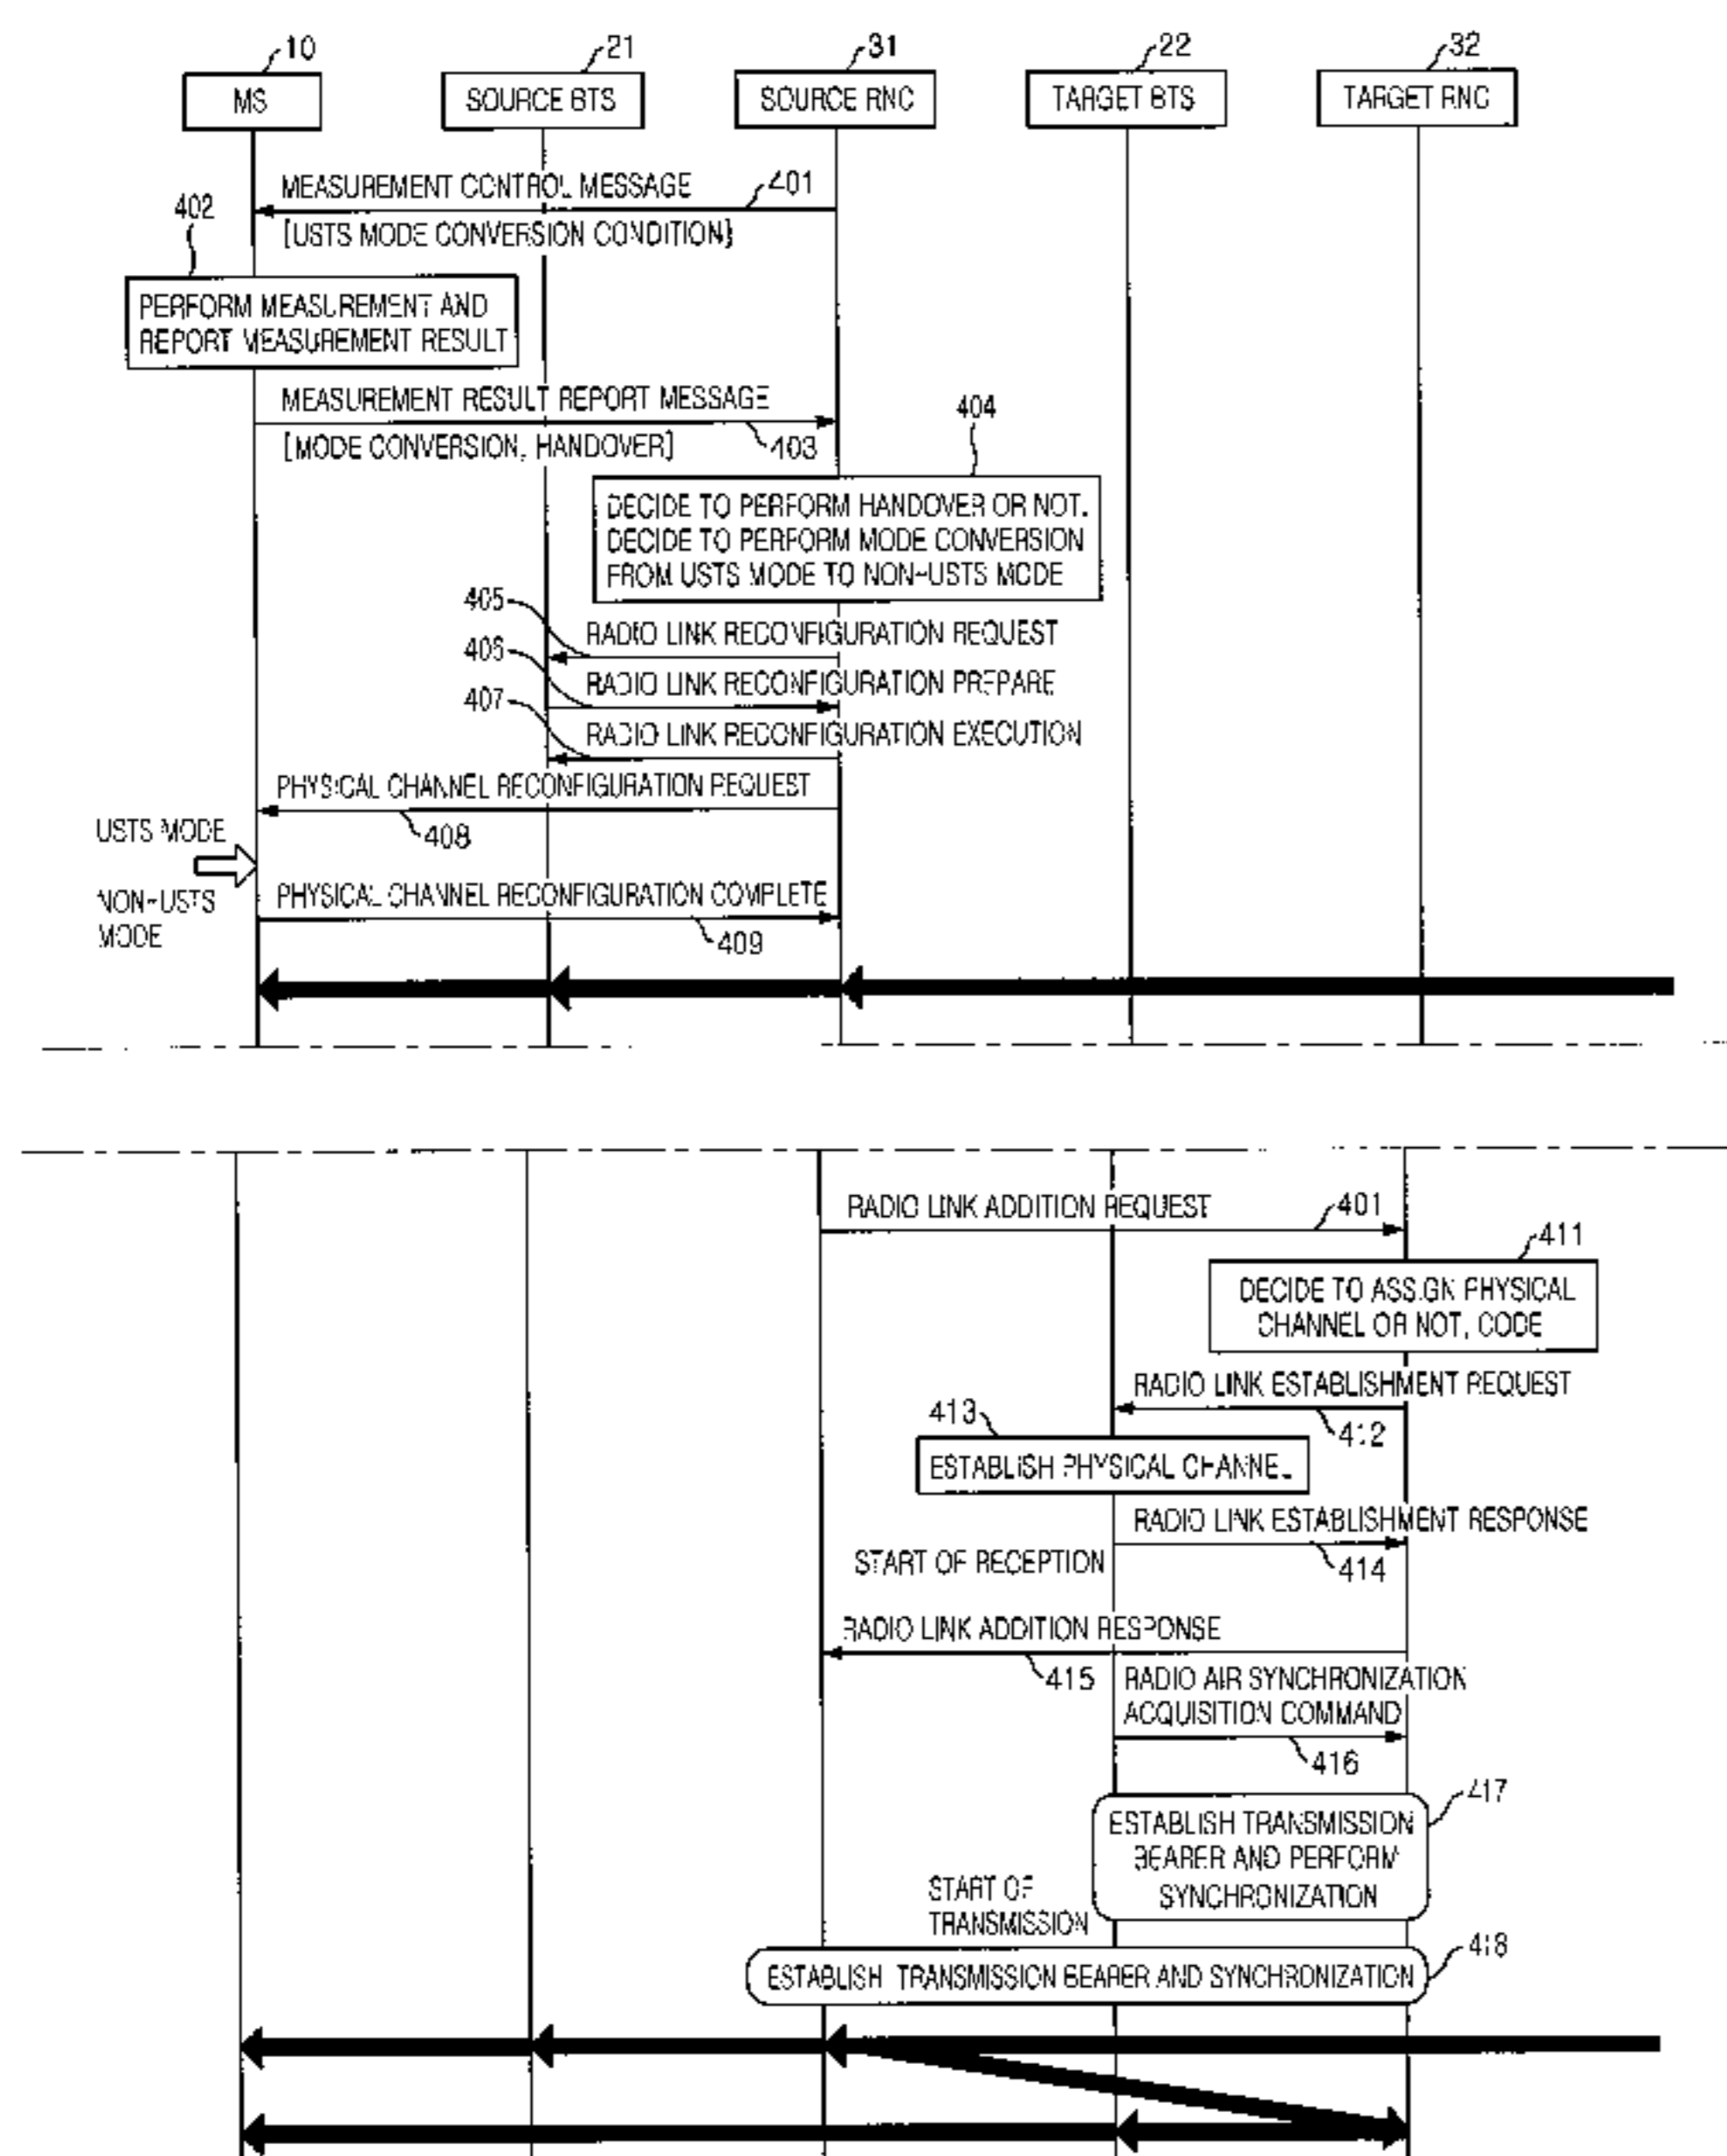 10
21
31
22
32
MS
SOURCE BTS
SOURCE RNC
TARGET BTS
TARGET RNC
MEASUREMENT CONTROL MESSAGE
401
[USTS MODE CONVERSION CONDITION]
402
PERFORM MEASUREMENT AND
REPORT MEASUREMENT RESULT
MEASUREMENT RESULT REPORT MESSAGE
403
[MODE CONVERSION, HANDOVER]
404
DECIDE TO PERFORM HANDOVER OR NOT.
DECIDE TO PERFORM MODE CONVERSION
FROM USTS MODE TO NON-USTS MODE
405
RADIO LINK RECONFIGURATION REQUEST
406
RADIO LINK RECONFIGURATION PREPARE
407
RADIO LINK RECONFIGURATION EXECUTION
PHYSICAL CHANNEL RECONFIGURATION REQUEST
408
USTS MODE
NON-USTS
MODE
PHYSICAL CHANNEL RECONFIGURATION COMPLETE
409
RADIO LINK ADDITION REQUEST
401
411
DECIDE TO ASSIGN PHYSICAL
CHANNEL OR NOT, CODE
RADIO LINK ESTABLISHMENT REQUEST
412
413
ESTABLISH PHYSICAL CHANNEL
RADIO LINK ESTABLISHMENT RESPONSE
414
START OF RECEPTION
RADIO LINK ADDITION RESPONSE
415
RADIO AIR SYNCHRONIZATION
ACQUISITION COMMAND
416
417
ESTABLISH TRANSMISSION
BEARER AND PERFORM
SYNCHRONIZATION
START OF
TRANSMISSION
418
ESTABLISH TRANSMISSION BEARER AND SYNCHRONIZATION